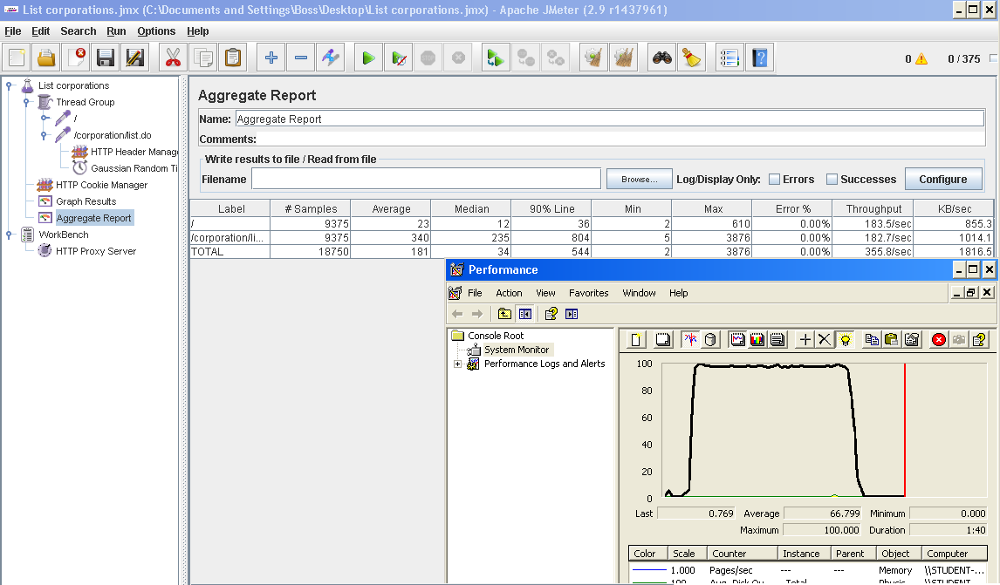 List corporations.jmx (C:\Documents and Settings\Boss\Desktop\List corporations.jmx) - Apache JMeter (2.9 r1437961)
File Edit Search Run Options Help
0 0 / 375
List corporations
Thread Group
/
/corporation/list.do
HTTP Header Manag
Gaussian Random Ti
HTTP Cookie Manager
Graph Results
Aggregate Report
WorkBench
HTTP Proxy Server
Aggregate Report
Name: Aggregate Report
Comments:
Write results to file / Read from file
Filename Browse... Log/Display Only: Errors Successes Configure
Label # Samples Average Median 90% Line Min Max Error % Throughput KB/sec
/ 9375 23 12 36 2 610 0.00% 183.5/sec 855.3
/corporation/li... 9375 340 235 804 5 3876 0.00% 182.7/sec 1014.1
TOTAL 18750 181 34 544 2 3876 0.00% 355.8/sec 1816.5
Performance
File Action View Favorites Window Help
Console Root
System Monitor
Performance Logs and Alerts
100
80
60
40
20
0
Last 0.769 Average 66.799 Minimum 0.000
Maximum 100.000 Duration 1:40
Color Scale Counter Instance Parent Object Computer
1.000 Pages/sec --- --- Memory \\STUDENT-...